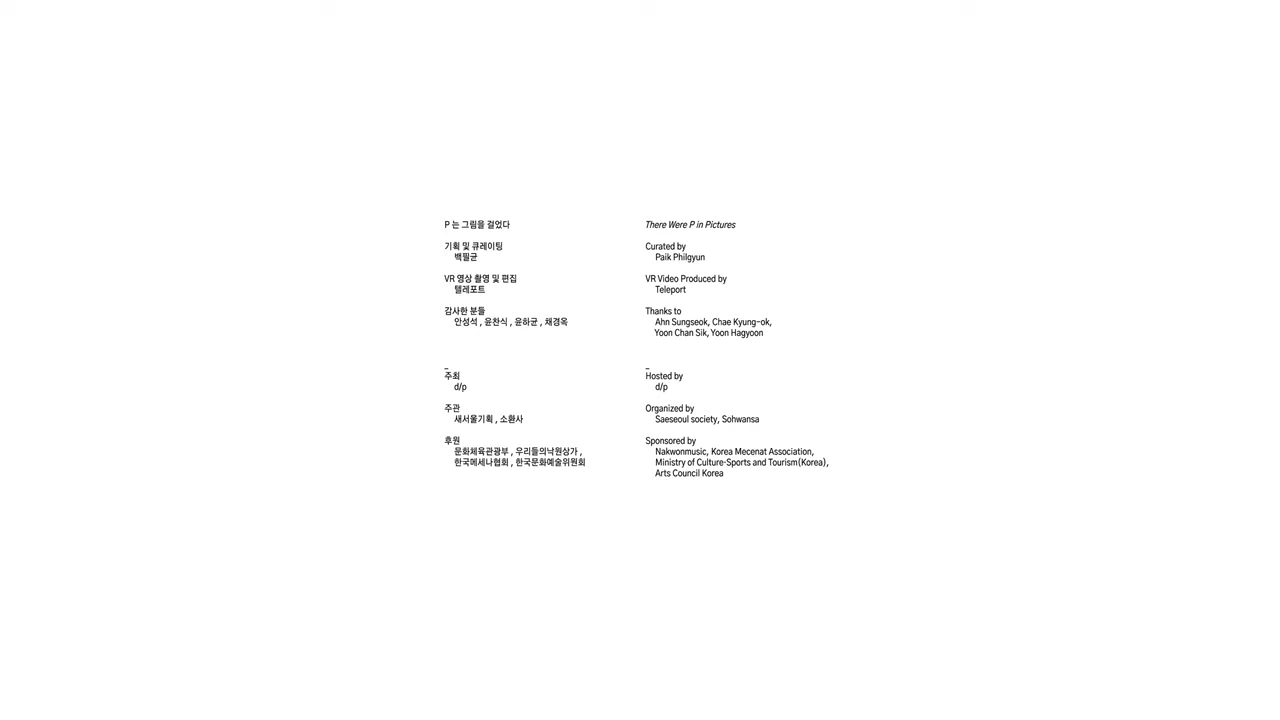 P 는 그림을 걸었다
기획 및 큐레이팅
백필균
VR 영상 촬영 및 편집
텔레포트
감사한 분들
안성석 , 윤찬식 , 윤하균 , 채경옥
_
주최
d/p
주관
새서울기획 , 소환사
후원
문화체육관광부 , 우리들의낙원상가 ,
한국메세나협회 , 한국문화예술위원회
There Were P in Pictures
Curated by
Paik Philgyun
VR Video Produced by
Teleport
Thanks to
Ahn Sungseok, Chae Kyung-ok,
Yoon Chan Sik, Yoon Hagyoon
_
Hosted by
d/p
Organized by
Saeseoul society, Sohwansa
Sponsored by
Nakwonmusic, Korea Mecenat Association,
Ministry of Culture·Sports and Tourism(Korea),
Arts Council Korea